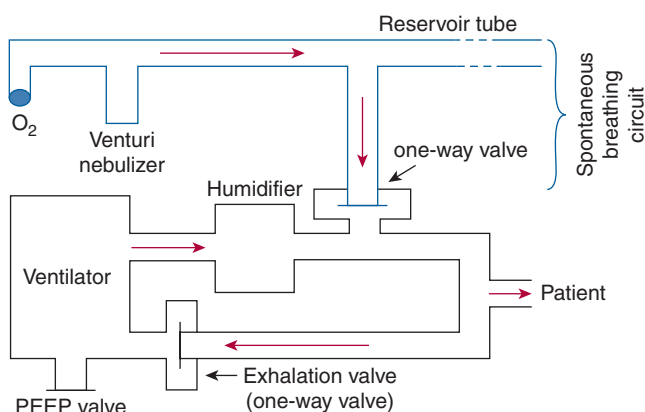 Reservoir tube
O2
Venturi
nebulizer
Spontaneous
breathing
circuit
one-way valve
Humidifier
Ventilator
Patient
Exhalation valve
(one-way valve)
PEEP valve